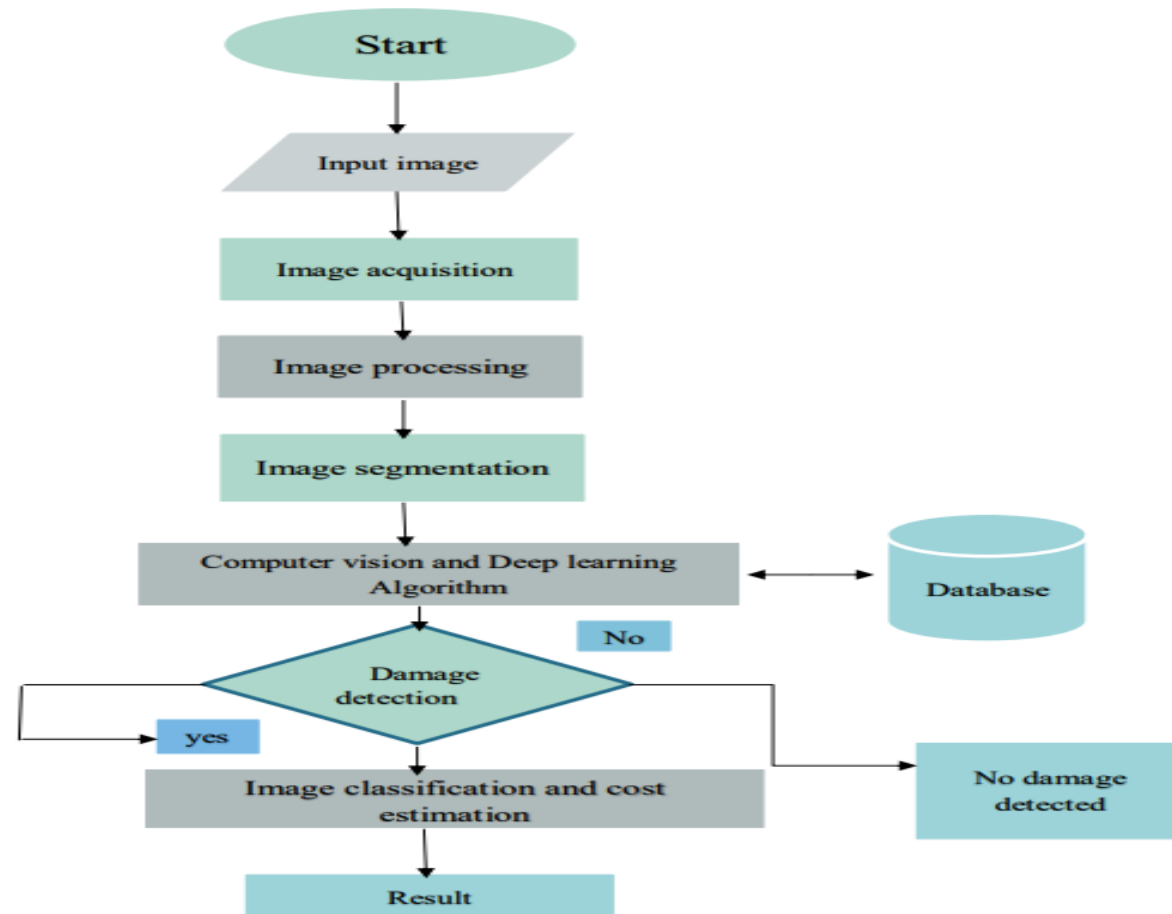 Start
Input image
Image acquisition
Image processing
Image segmentation
Computer vision and Deep learning
Algorithm
Database
No
Damage
detection
yes
Image classification and cost
estimation
No damage
detected
Result